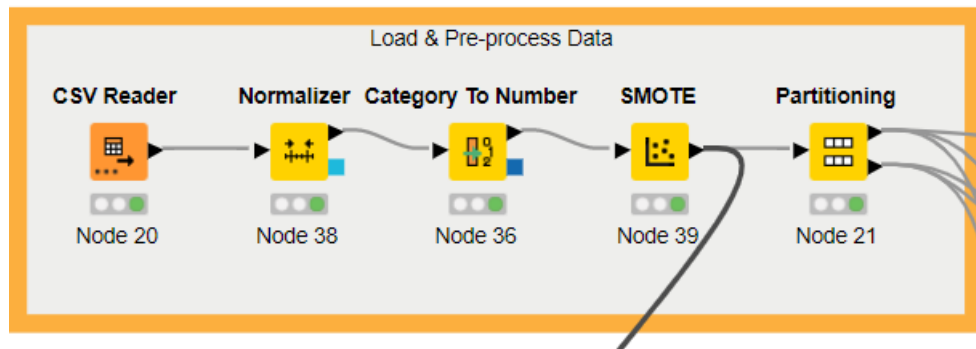 Load & Pre-process Data
CSV Reader Normalizer Category To Number SMOTE Partitioning
Node 20 Node 38 Node 36 Node 39 Node 21